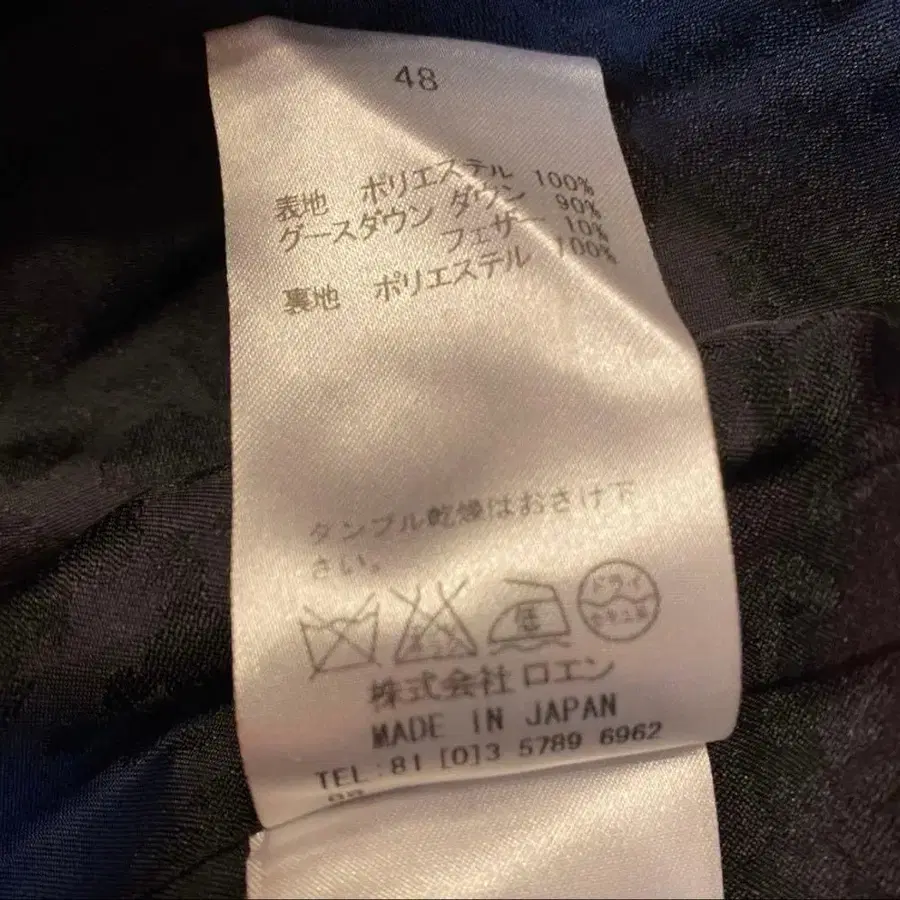 48
表地 ポリエステル 100%
グースダウン ダウン 90%
フェザー 10%
裏地 ポリエステル 100%
タンブル乾燥はおさけ下
さい。
低 ドライ
株式会社 ロエン
MADE IN JAPAN
TEL:81 [0]3 5789 6962